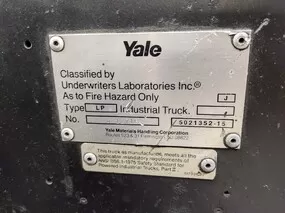 Yale
Classified by
Underwriters Laboratories Inc.®
As to Fire Hazard Only J
Type LP Industrial Truck.
No. / 5021352-15
Yale Materials Handling Corporation
This truck as manufactured, meets all the
applicable mandatory requirements of
Safety Standard for
Powered Industrial Trucks, Part